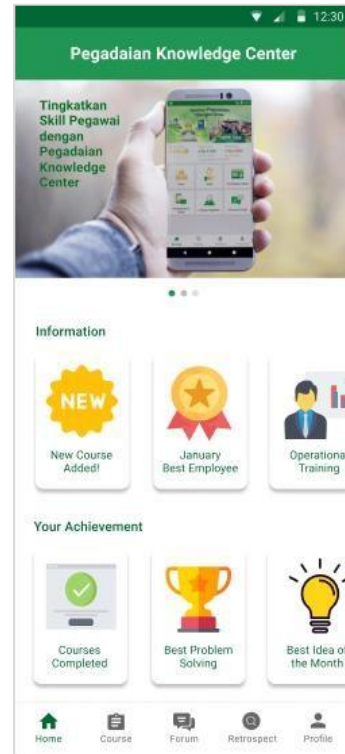 12:30
Pegadaian Knowledge Center
Tingkatkan
Skill Pegawai
dengan
Pegadaian
Knowledge
Center
Information
NEW
New Course
Added!
January
Best Employee
Operationa
Training
Your Achievement
Courses
Completed
Best Problem
Solving
Best Idea of
the Month
Home
Course
Forum
Retrospect
Profile